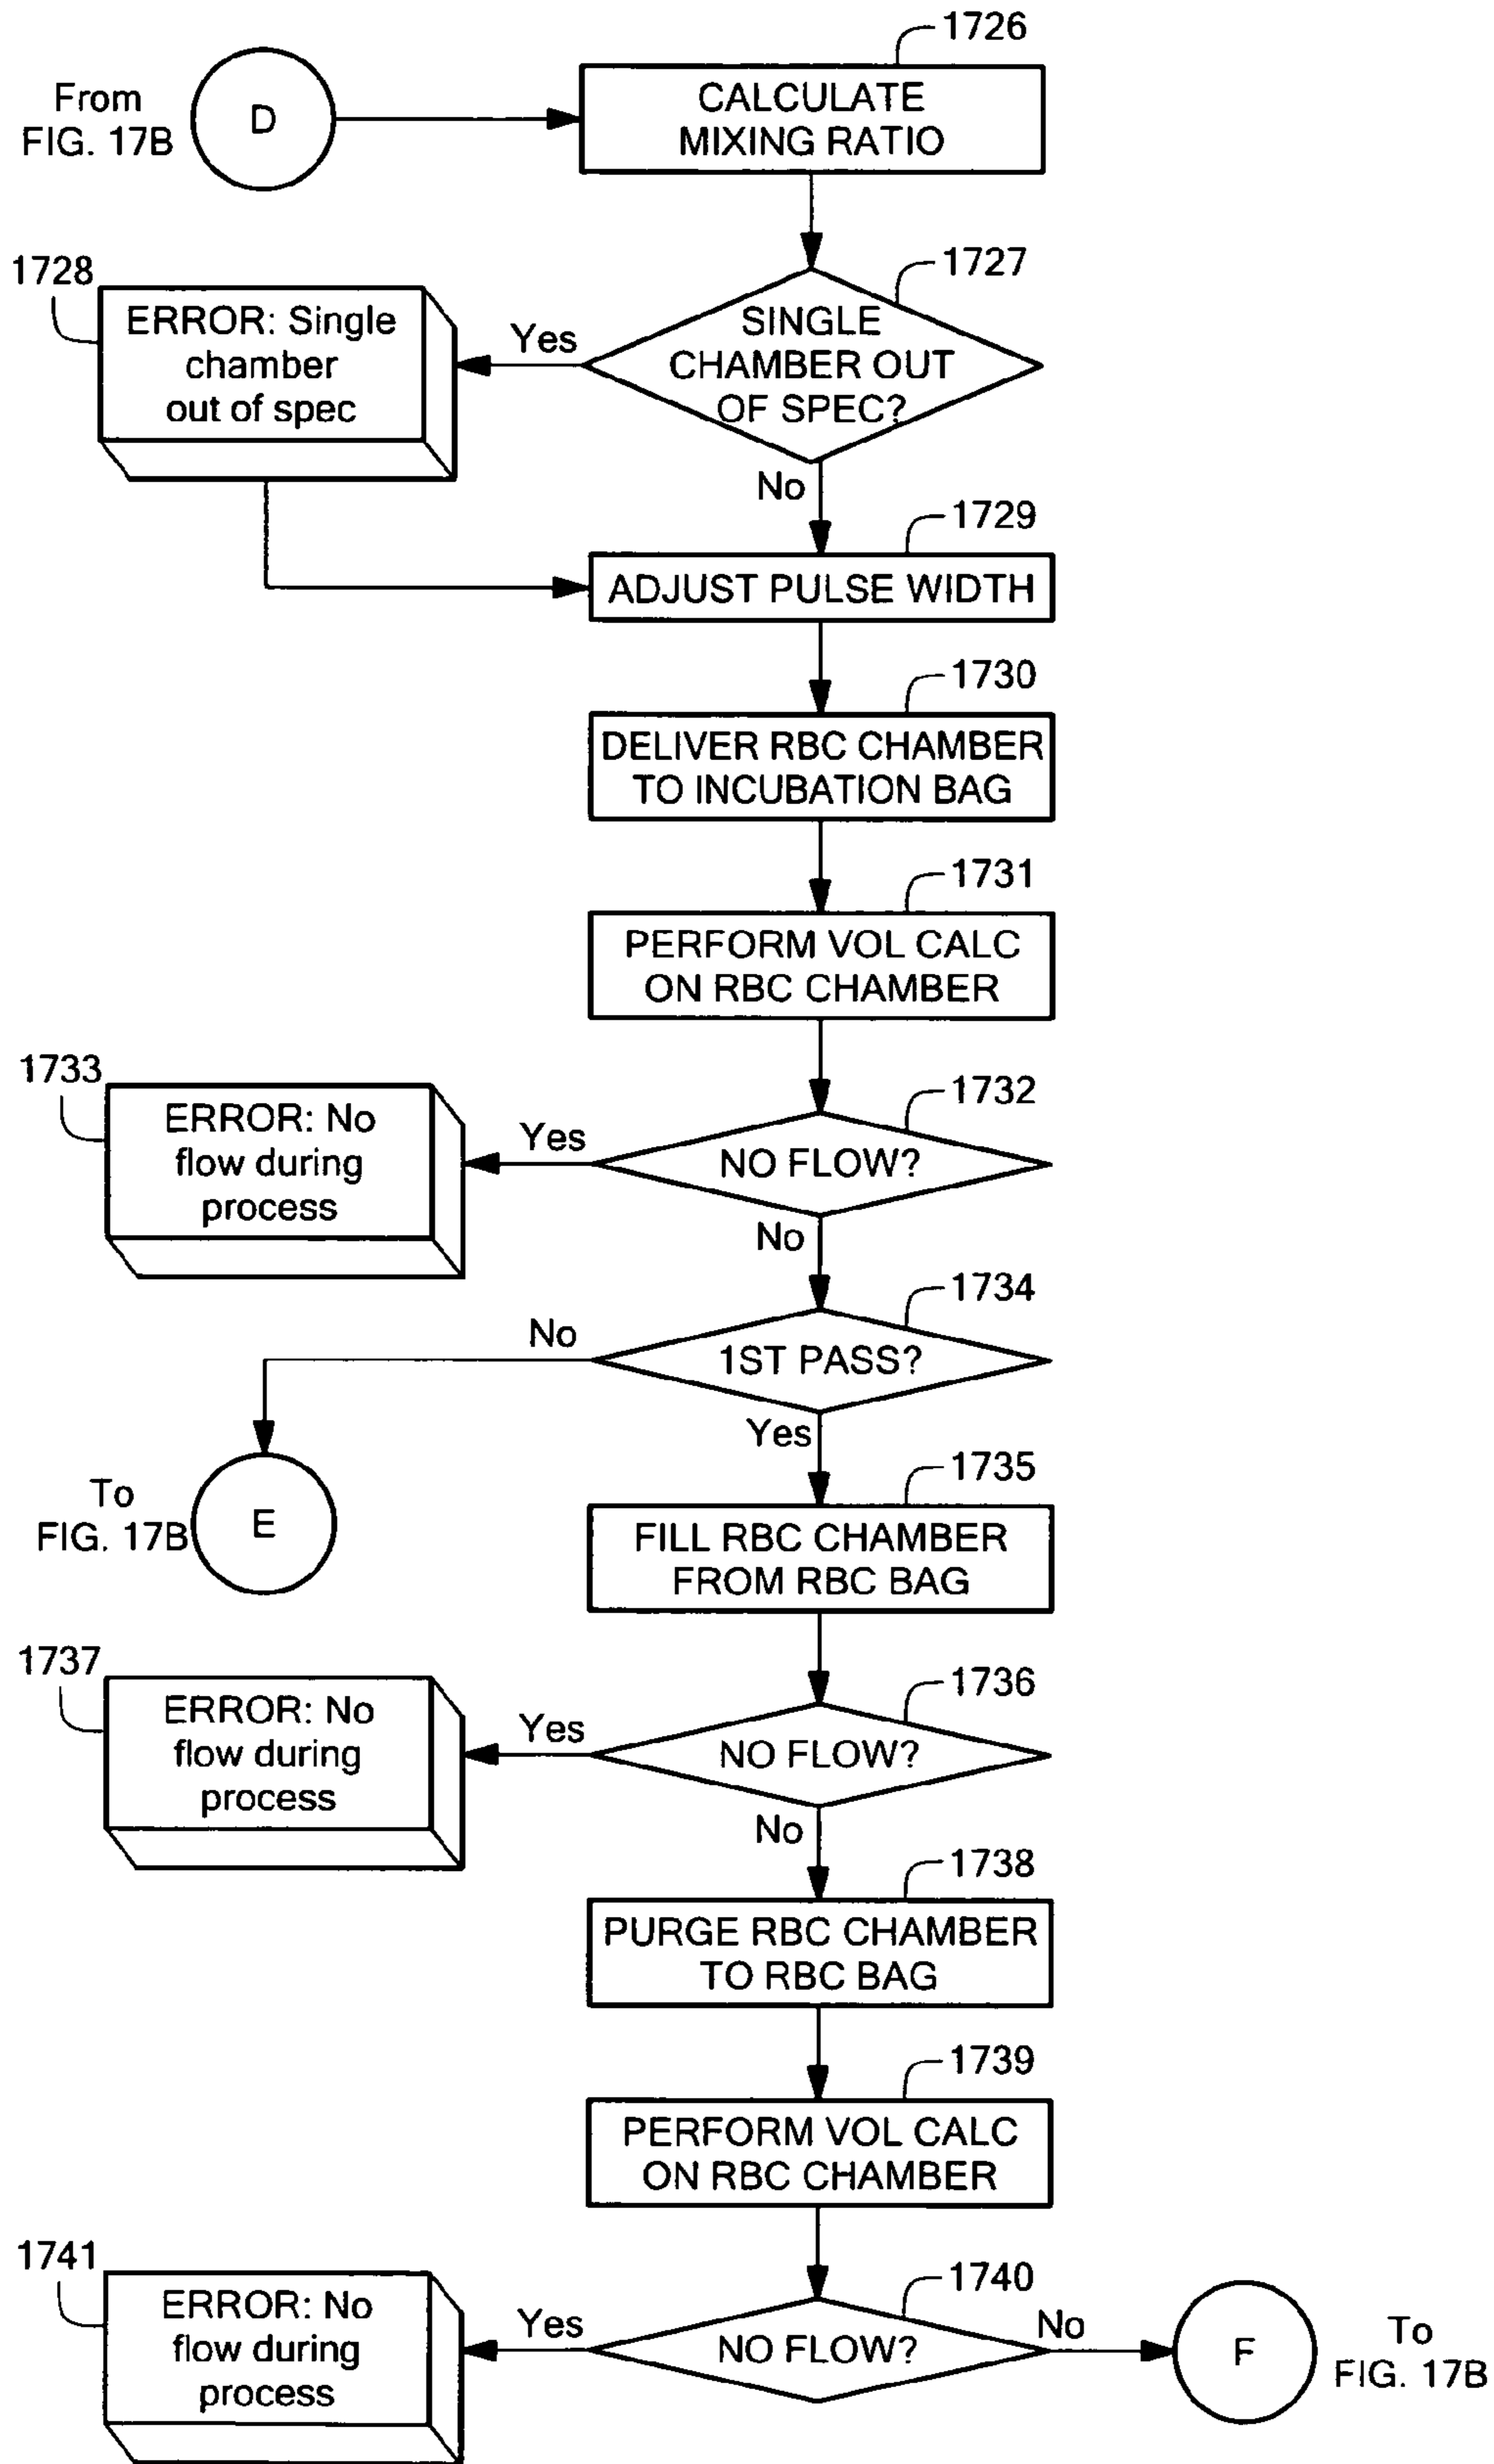 1726
From
FIG. 17B
D
CALCULATE
MIXING RATIO
1727
1728
ERROR: Single
chamber
out of spec
Yes
SINGLE
CHAMBER OUT
OF SPEC?
No
1729
ADJUST PULSE WIDTH
1730
DELIVER RBC CHAMBER
TO INCUBATION BAG
1731
PERFORM VOL CALC
ON RBC CHAMBER
1732
1733
ERROR: No
flow during
process
Yes
NO FLOW?
No
1734
No
1ST PASS?
Yes
To
FIG. 17B
E
1735
FILL RBC CHAMBER
FROM RBC BAG
1736
1737
ERROR: No
flow during
process
Yes
NO FLOW?
No
1738
PURGE RBC CHAMBER
TO RBC BAG
1739
PERFORM VOL CALC
ON RBC CHAMBER
1740
1741
ERROR: No
flow during
process
Yes
NO FLOW?
No
F
To
FIG. 17B